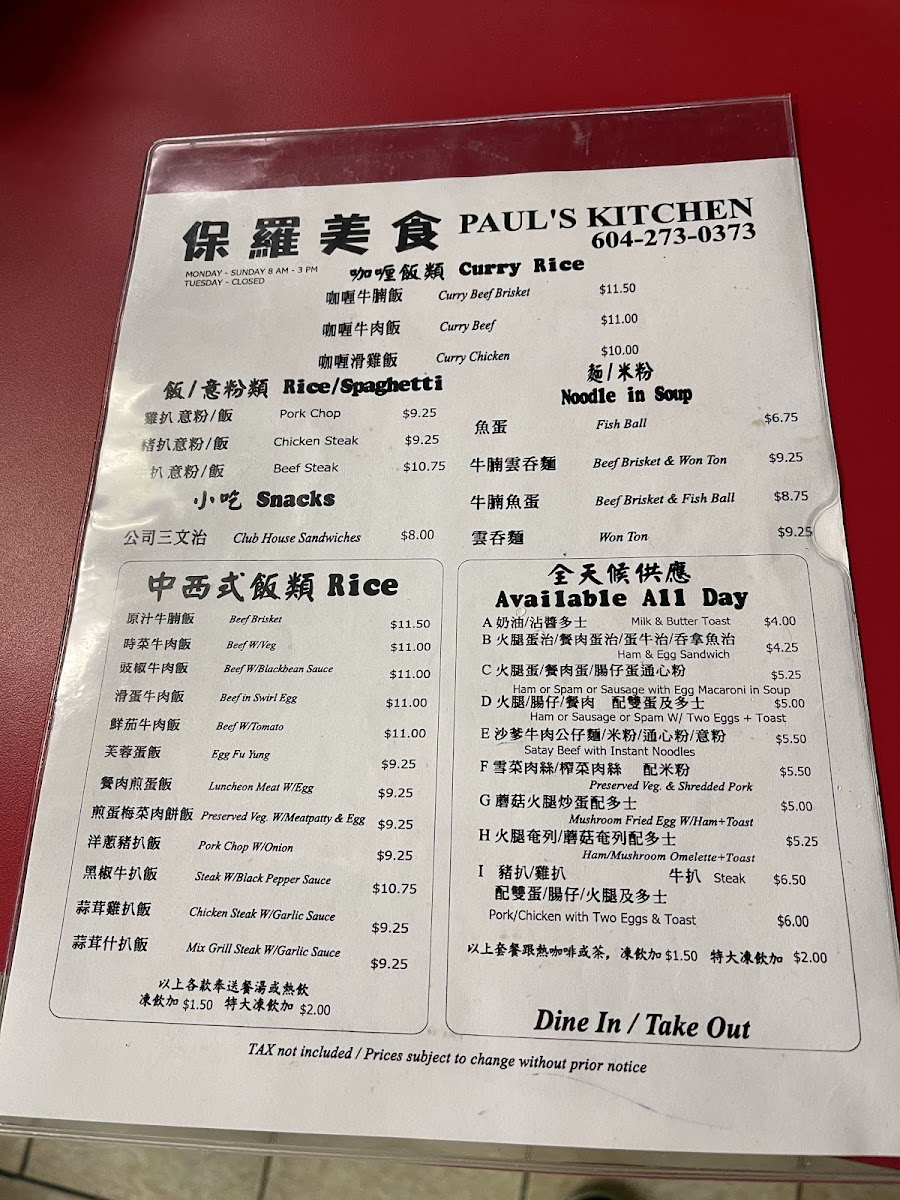 保羅美食 PAUL'S KITCHEN
604-273-0373
MONDAY - SUNDAY 8 AM - 3 PM
TUESDAY - CLOSED
咖喱飯類 Curry Rice
咖喱牛腩飯 Curry Beef Brisket $11.50
咖喱牛肉飯 Curry Beef $11.00
咖喱滑雞飯 Curry Chicken $10.00
飯/意粉類 Rice/Spaghetti
雞扒意粉/飯 Pork Chop $9.25
豬扒意粉/飯 Chicken Steak $9.25
牛扒意粉/飯 Beef Steak $10.75
小吃 Snacks
公司三文治 Club House Sandwiches $8.00
麵/米粉
Noodle in Soup
魚蛋 Fish Ball $6.75
牛腩雲吞麵 Beef Brisket & Won Ton $9.25
牛腩魚蛋 Beef Brisket & Fish Ball $8.75
雲吞麵 Won Ton $9.25
中西式飯類 Rice
原汁牛腩飯 Beef Brisket $11.50
時菜牛肉飯 Beef W/Veg $11.00
豉椒牛肉飯 Beef W/Blackbean Sauce $11.00
滑蛋牛肉飯 Beef in Swirl Egg $11.00
鮮茄牛肉飯 Beef W/Tomato $11.00
芙蓉蛋飯 Egg Fu Yung $9.25
餐肉煎蛋飯 Luncheon Meat W/Egg $9.25
煎蛋梅菜肉餅飯 Preserved Veg. W/Meatpatty & Egg $9.25
洋蔥豬扒飯 Pork Chop W/Onion $9.25
黑椒牛扒飯 Steak W/Black Pepper Sauce $10.75
蒜茸雞扒飯 Chicken Steak W/Garlic Sauce $9.25
蒜茸什扒飯 Mix Grill Steak W/Garlic Sauce $9.25
以上各款奉送餐湯或熱飲
凍飲加 $1.50 特大凍飲加 $2.00
全天候供應
Available All Day
A 奶油/沾醬多士 Milk & Butter Toast $4.00
B 火腿蛋治/餐肉蛋治/蛋牛治/吞拿魚治
Ham & Egg Sandwich $4.25
C 火腿蛋/餐肉蛋/腸仔蛋通心粉 $5.25
Ham or Spam or Sausage with Egg Macaroni in Soup
D 火腿/腸仔/餐肉 配雙蛋及多士 $5.00
Ham or Sausage or Spam W/ Two Eggs + Toast
E 沙爹牛肉公仔麵/米粉/通心粉/意粉 $5.50
Satay Beef with Instant Noodles
F 雪菜肉絲/榨菜肉絲 配米粉 $5.50
Preserved Veg. & Shredded Pork
G 蘑菇火腿炒蛋配多士 $5.00
Mushroom Fried Egg W/Ham+Toast
H 火腿奄列/蘑菇奄列配多士 $5.25
Ham/Mushroom Omelette+Toast
I 豬扒/雞扒 牛扒 Steak $6.50
配雙蛋/腸仔/火腿及多士
Pork/Chicken with Two Eggs & Toast $6.00
以上套餐跟熱咖啡或茶，凍飲加 $1.50 特大凍飲加 $2.00
Dine In / Take Out
TAX not included / Prices subject to change without prior notice